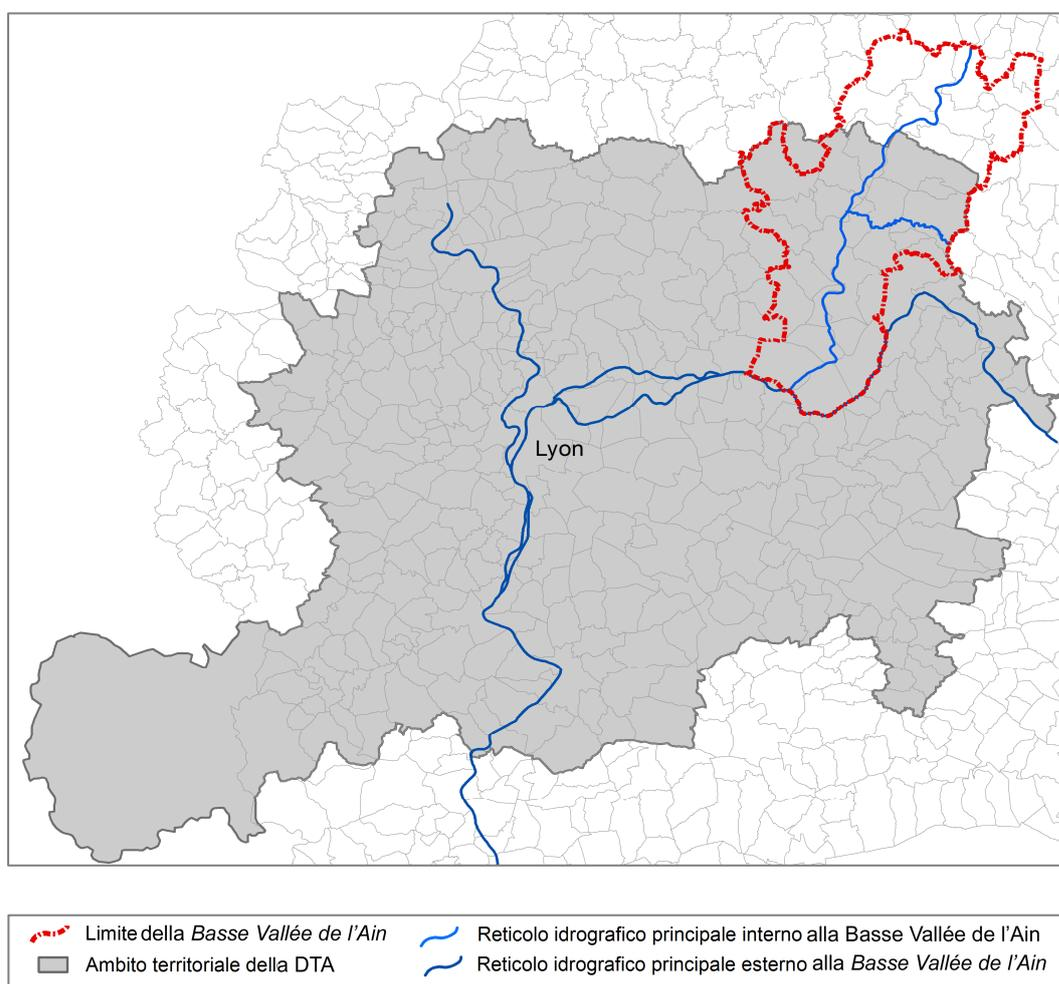 Lyon
Limite della Basse Vallée de l'Ain
Ambito territoriale della DTA
Reticolo idrografico principale interno alla Basse Vallée de l'Ain
Reticolo idrografico principale esterno alla Basse Vallée de l'Ain